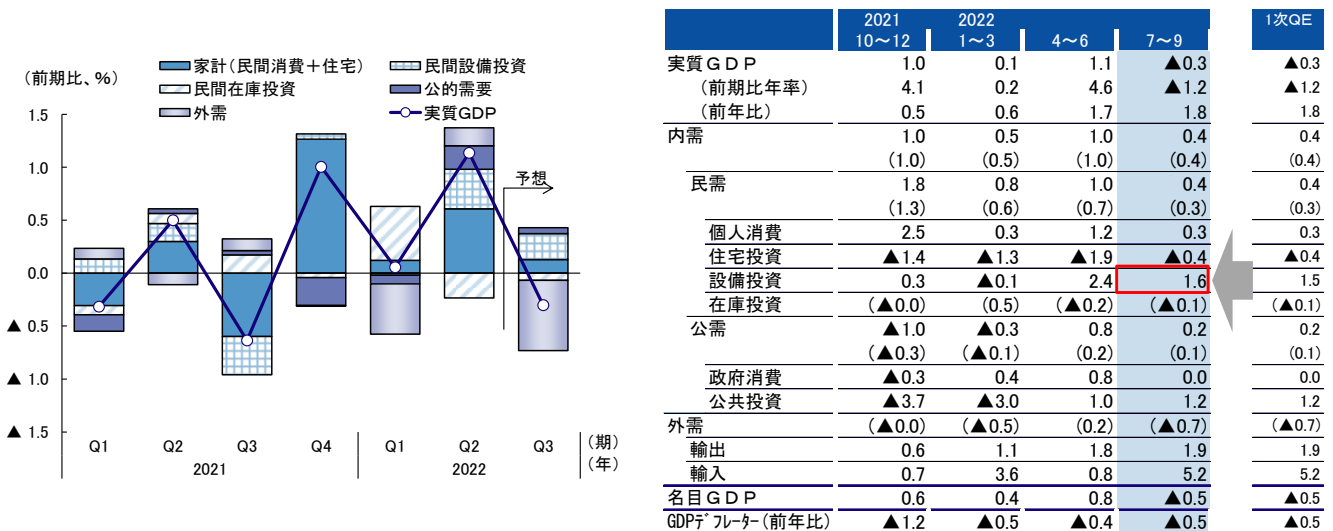 (前期比、%)
家計(民間消費+住宅)
民間設備投資
民間在庫投資
公的需要
外需
実質GDP
1.5
1.0
0.5
0.0
▲ 0.5
▲ 1.0
▲ 1.5
予想
Q1 Q2 Q3 Q4 Q1 Q2 Q3 (期)
2021 2022 (年)
2021 2022 1次QE
10~12 1~3 4~6 7~9
実質GDP 1.0 0.1 1.1 ▲0.3 ▲0.3
(前期比年率) 4.1 0.2 4.6 ▲1.2 ▲1.2
(前年比) 0.5 0.6 1.7 1.8 1.8
内需 1.0 0.5 1.0 0.4 0.4
(1.0) (0.5) (1.0) (0.4) (0.4)
民需 1.8 0.8 1.0 0.4 0.4
(1.3) (0.6) (0.7) (0.3) (0.3)
個人消費 2.5 0.3 1.2 0.3 0.3
住宅投資 ▲1.4 ▲1.3 ▲1.9 ▲0.4 ▲0.4
設備投資 0.3 ▲0.1 2.4 1.6 1.5
在庫投資 (▲0.0) (0.5) (▲0.2) (▲0.1) (▲0.1)
公需 ▲1.0 ▲0.3 0.8 0.2 0.2
(▲0.3) (▲0.1) (0.2) (0.1) (0.1)
政府消費 ▲0.3 0.4 0.8 0.0 0.0
公共投資 ▲3.7 ▲3.0 1.0 1.2 1.2
外需 (▲0.0) (▲0.5) (0.2) (▲0.7) (▲0.7)
輸出 0.6 1.1 1.8 1.9 1.9
輸入 0.7 3.6 0.8 5.2 5.2
名目GDP 0.6 0.4 0.8 ▲0.5 ▲0.5
GDPデフレーター(前年比) ▲1.2 ▲0.5 ▲0.4 ▲0.5 ▲0.5